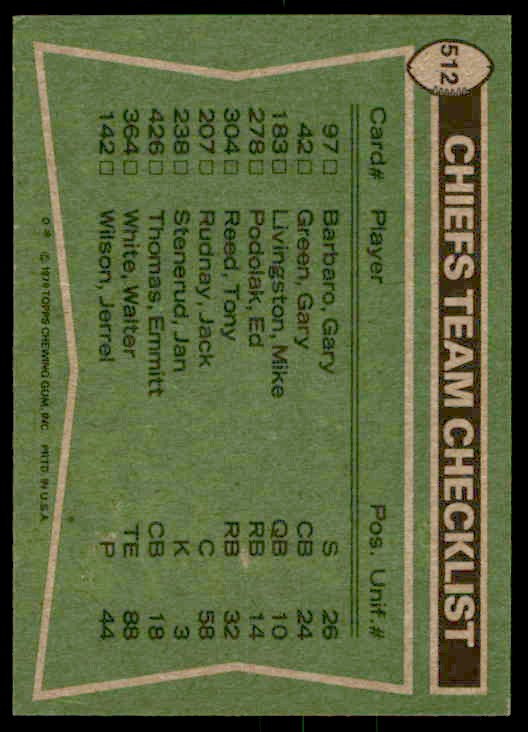 512
CHIEFS TEAM CHECKLIST
Card# Player Pos. Unif.#
97□ Barbaro, Gary S 26
42□ Green, Gary CB 24
183□ Livingston, Mike QB 10
278□ Podolak, Ed RB 14
304□ Reed, Tony RB 32
207□ Rudnay, Jack C 58
238□ Stenerud, Jan K 3
426□ Thomas, Emmitt CB 18
364□ White, Walter TE 88
142□ Wilson, Jerrel P 44
© 1978 TOPPS CHEWING GUM, INC. PRTD. IN U.S.A.